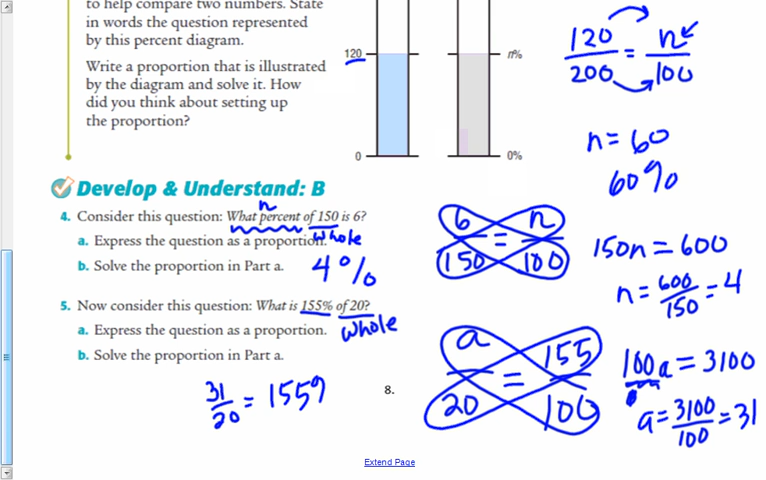 to help compare two numbers. State
in words the question represented
by this percent diagram.
Write a proportion that is illustrated
by the diagram and solve it. How
did you think about setting up
the proportion?
120
n%
0
0%
120/200 = n/100
n = 60
60%
Develop & Understand: B
n
4. Consider this question: What percent of 150 is 6?
whole
a. Express the question as a proportion.
b. Solve the proportion in Part a.
4%
6/150 = n/100
150n = 600
n = 600/150 = 4
5. Now consider this question: What is 155% of 20?
whole
a. Express the question as a proportion.
b. Solve the proportion in Part a.
31/20 = 155%
8.
a/20 = 155/100
100a = 3100
a = 3100/100 = 31
Extend Page